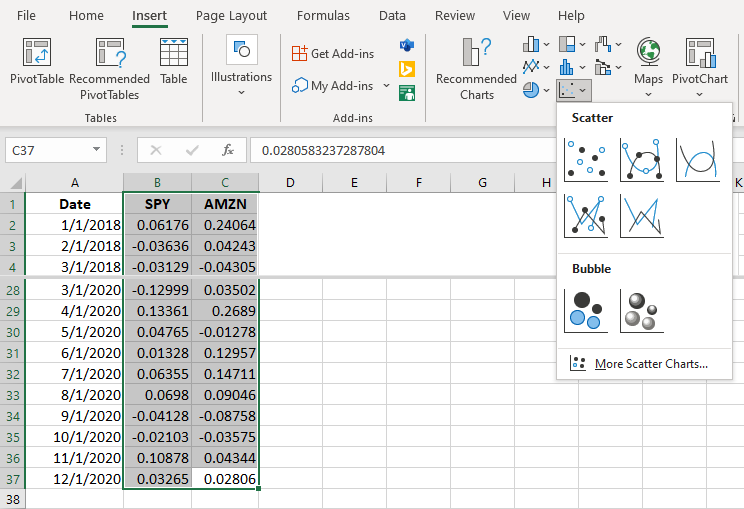 File Home Insert Page Layout Formulas Data Review View Help
PivotTable Recommended PivotTables Table Illustrations Get Add-ins My Add-ins Recommended Charts Maps PivotChart
Tables Add-ins
Scatter
Bubble
More Scatter Charts...
C37 fx 0.0280583237287804
A B C D E F G H K
1 Date SPY AMZN
2 1/1/2018 0.06176 0.24064
3 2/1/2018 -0.03636 0.04243
4 3/1/2018 -0.03129 -0.04305
28 3/1/2020 -0.12999 0.03502
29 4/1/2020 0.13361 0.2689
30 5/1/2020 0.04765 -0.01278
31 6/1/2020 0.01328 0.12957
32 7/1/2020 0.06355 0.14711
33 8/1/2020 0.0698 0.09046
34 9/1/2020 -0.04128 -0.08758
35 10/1/2020 -0.02103 -0.03575
36 11/1/2020 0.10878 0.04344
37 12/1/2020 0.03265 0.02806
38